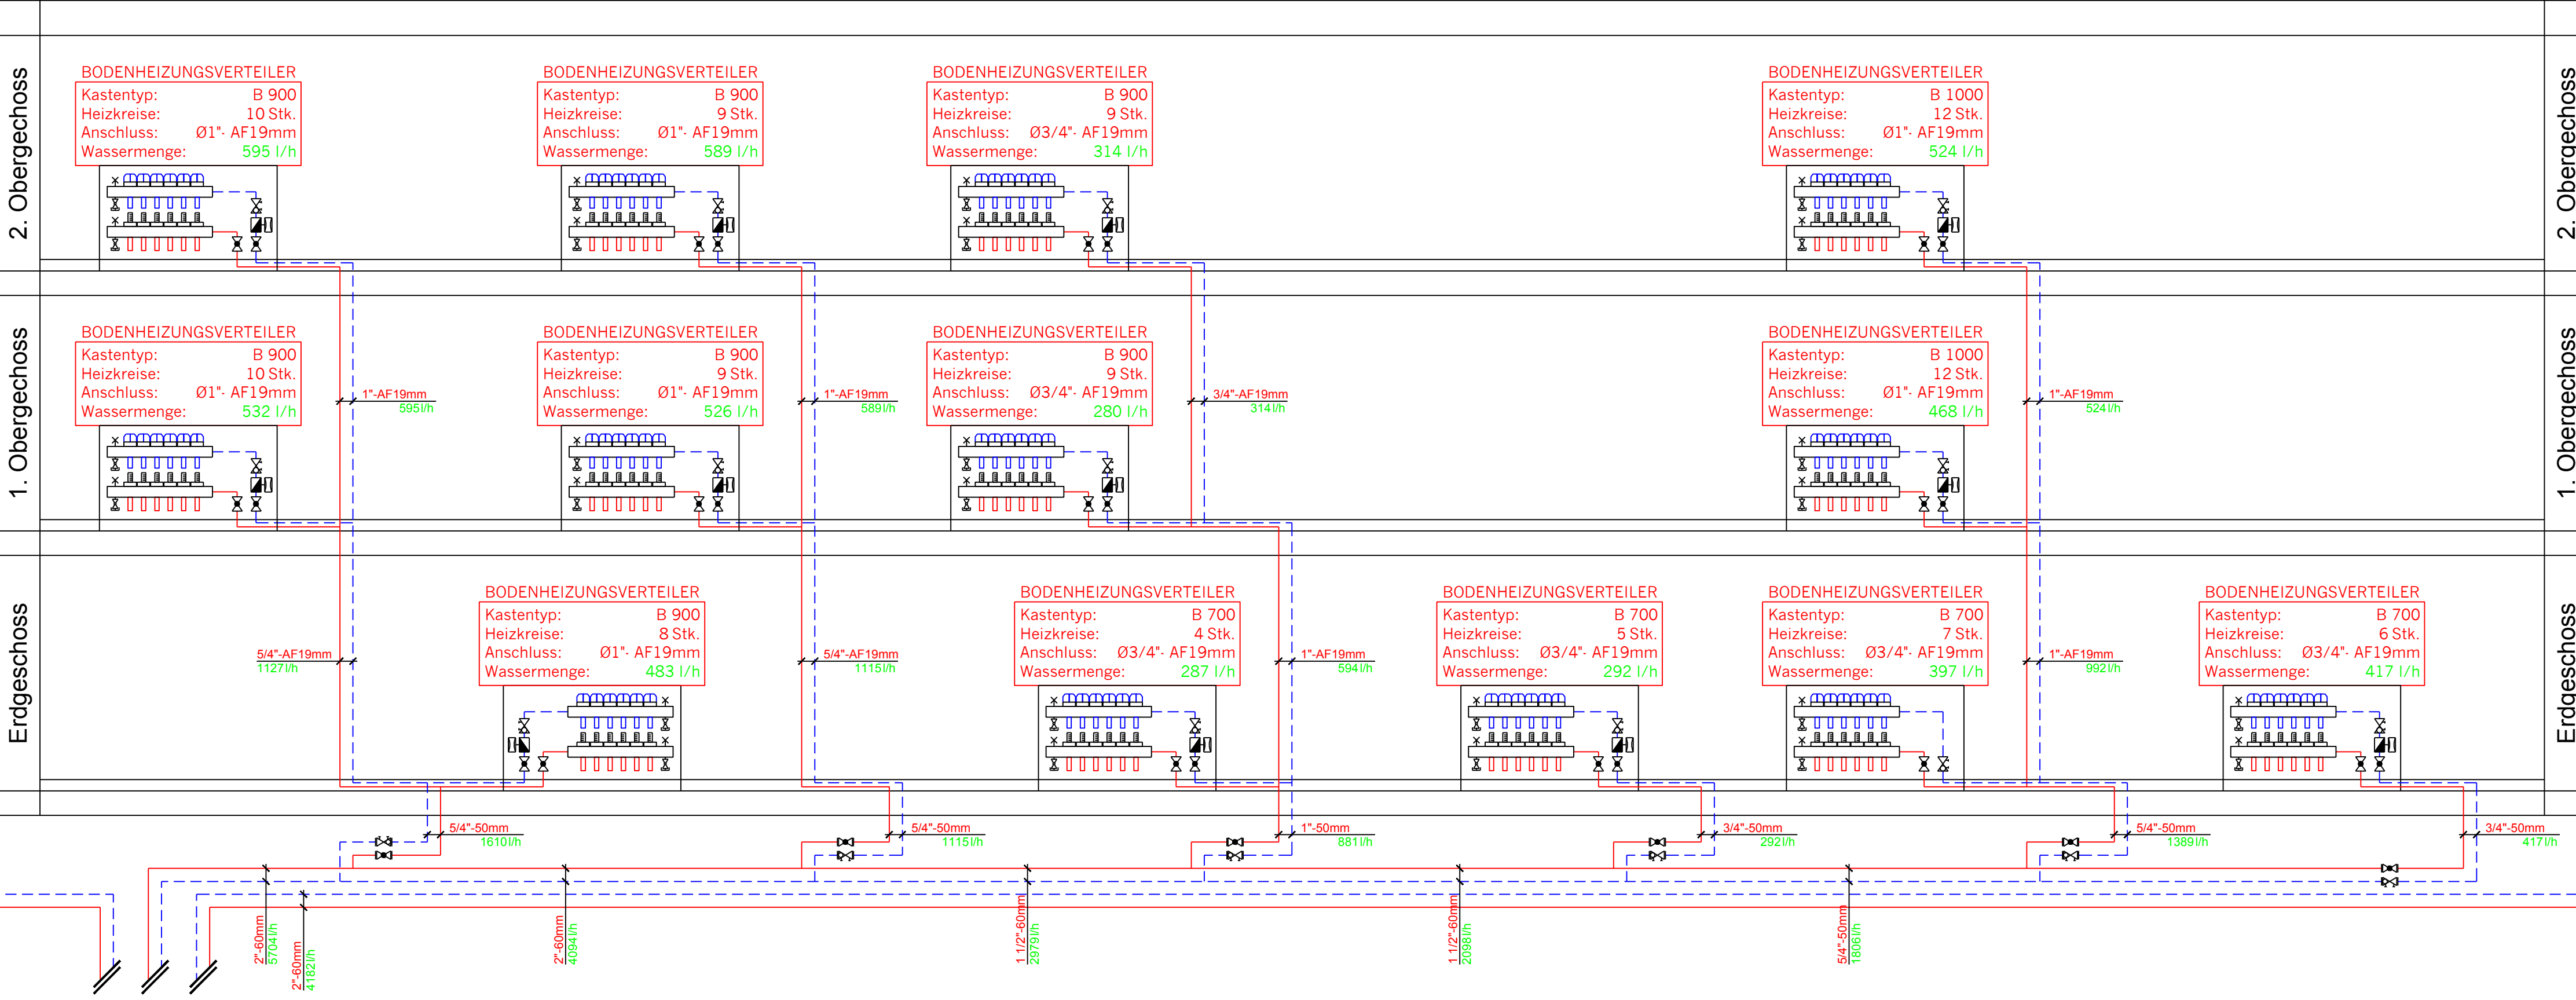 2. Obergechoss
BODENHEIZUNGSVERTEILER
Kastentyp: B 900
Heizkreise: 10 Stk.
Anschluss: Ø1"- AF19mm
Wassermenge: 595 l/h
BODENHEIZUNGSVERTEILER
Kastentyp: B 900
Heizkreise: 9 Stk.
Anschluss: Ø1"- AF19mm
Wassermenge: 589 l/h
BODENHEIZUNGSVERTEILER
Kastentyp: B 900
Heizkreise: 9 Stk.
Anschluss: Ø3/4"- AF19mm
Wassermenge: 314 l/h
BODENHEIZUNGSVERTEILER
Kastentyp: B 1000
Heizkreise: 12 Stk.
Anschluss: Ø1"- AF19mm
Wassermenge: 524 l/h
2. Obergechoss
1. Obergechoss
BODENHEIZUNGSVERTEILER
Kastentyp: B 900
Heizkreise: 10 Stk.
Anschluss: Ø1"- AF19mm
Wassermenge: 532 l/h
1"-AF19mm
595l/h
BODENHEIZUNGSVERTEILER
Kastentyp: B 900
Heizkreise: 9 Stk.
Anschluss: Ø1"- AF19mm
Wassermenge: 526 l/h
1"-AF19mm
589l/h
BODENHEIZUNGSVERTEILER
Kastentyp: B 900
Heizkreise: 9 Stk.
Anschluss: Ø3/4"- AF19mm
Wassermenge: 280 l/h
3/4"-AF19mm
314l/h
BODENHEIZUNGSVERTEILER
Kastentyp: B 1000
Heizkreise: 12 Stk.
Anschluss: Ø1"- AF19mm
Wassermenge: 468 l/h
1"-AF19mm
524l/h
1. Obergechoss
Erdgeschoss
5/4"-AF19mm
1127l/h
BODENHEIZUNGSVERTEILER
Kastentyp: B 900
Heizkreise: 8 Stk.
Anschluss: Ø1"- AF19mm
Wassermenge: 483 l/h
5/4"-AF19mm
1115l/h
BODENHEIZUNGSVERTEILER
Kastentyp: B 700
Heizkreise: 4 Stk.
Anschluss: Ø3/4"- AF19mm
Wassermenge: 287 l/h
1"-AF19mm
594l/h
BODENHEIZUNGSVERTEILER
Kastentyp: B 700
Heizkreise: 5 Stk.
Anschluss: Ø3/4"- AF19mm
Wassermenge: 292 l/h
BODENHEIZUNGSVERTEILER
Kastentyp: B 700
Heizkreise: 7 Stk.
Anschluss: Ø3/4"- AF19mm
Wassermenge: 397 l/h
1"-AF19mm
992l/h
BODENHEIZUNGSVERTEILER
Kastentyp: B 700
Heizkreise: 6 Stk.
Anschluss: Ø3/4"- AF19mm
Wassermenge: 417 l/h
Erdgeschoss
5/4"-50mm
1610l/h
5/4"-50mm
1115l/h
1"-50mm
881l/h
3/4"-50mm
292l/h
5/4"-50mm
1389l/h
3/4"-50mm
417l/h
2"-60mm
5704l/h
2"-60mm
4182l/h
2"-60mm
4094l/h
1 1/2"-60mm
2979l/h
1 1/2"-60mm
2098l/h
5/4"-50mm
1806l/h